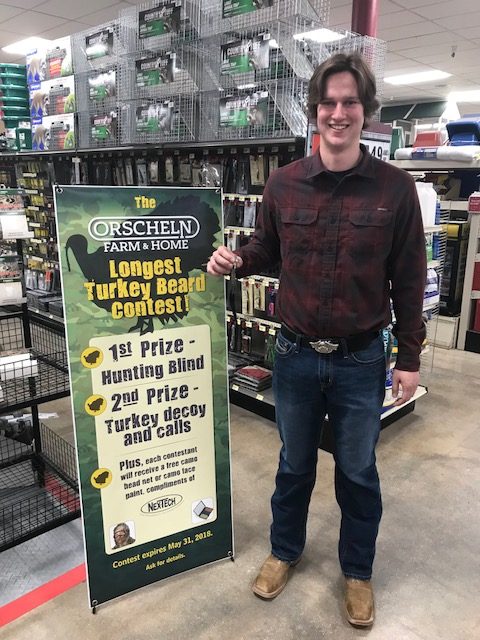 The
ORSCHELN
FARM & HOME
Longest
Turkey Beard
Contest!
1st Prize -
Hunting Blind
2nd Prize -
Turkey decoy
and calls
Plus, each contestant
will receive a free camo
head net or camo face
paint, compliments of
NEXTECH
Contest expires May 31, 2018.
Ask for details.